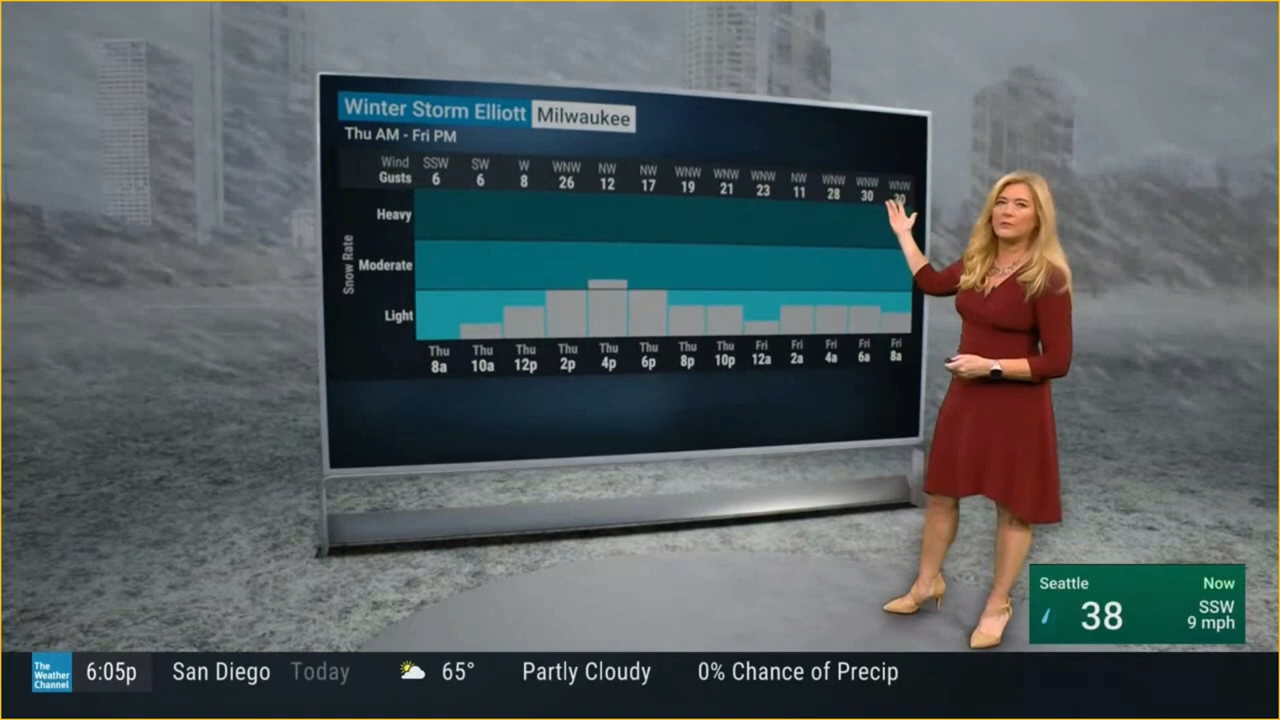 Winter Storm Elliott Milwaukee
Thu AM - Fri PM
Wind SSW SW W WNW NW NW WNW WNW WNW NW WNW WNW WNW
Gusts 6 6 8 26 12 17 19 21 23 11 28 30 30
Heavy
Snow Rate
Moderate
Light
Thu Thu Thu Thu Thu Thu Thu Thu Fri Fri Fri Fri Fri
8a 10a 12p 2p 4p 6p 8p 10p 12a 2a 4a 6a 8a
Seattle Now
38 SSW
9 mph
The
Weather
Channel
6:05p San Diego Today 65° Partly Cloudy 0% Chance of Precip